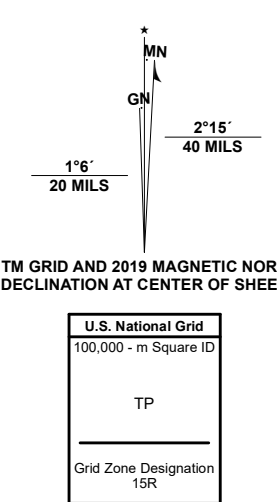 ★
MN
GN
2°15´
40 MILS
1°6´
20 MILS
TM GRID AND 2019 MAGNETIC NOR
DECLINATION AT CENTER OF SHEE
U.S. National Grid
100,000 - m Square ID
TP
Grid Zone Designation
15R